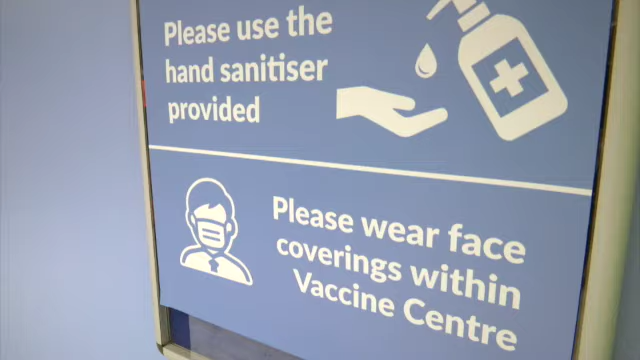 Please use the
hand sanitiser
provided
Please wear face
coverings within
Vaccine Centre